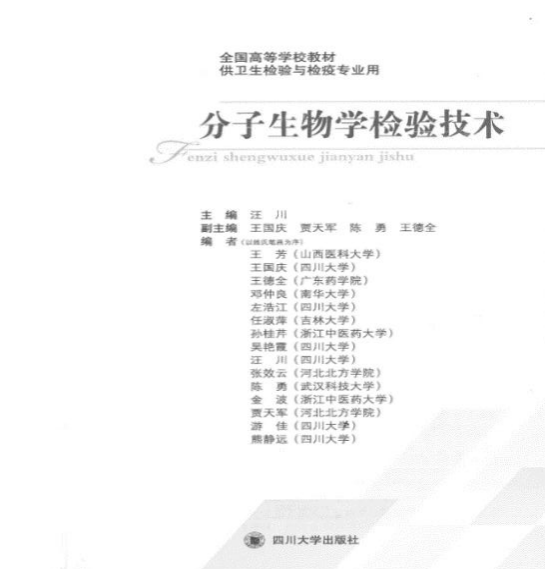 全国高等学校教材
供卫生检验与检疫专业用
分子生物学检验技术
Fenzi shengwuxue jianyan jishu
主 编 汪 川
副主编 王国庆 贾天军 陈 勇 王德全
编 者（以姓氏笔画为序）
王 芳（山西医科大学）
王国庆（四川大学）
王德全（广东药学院）
邓仲良（南华大学）
左浩江（四川大学）
任淑萍（吉林大学）
孙桂芹（浙江中医药大学）
吴艳霞（四川大学）
汪 川（四川大学）
张效云（河北北方学院）
陈 勇（武汉科技大学）
金 波（浙江中医药大学）
贾天军（河北北方学院）
游 佳（四川大学）
熊静远（四川大学）
四川大学出版社